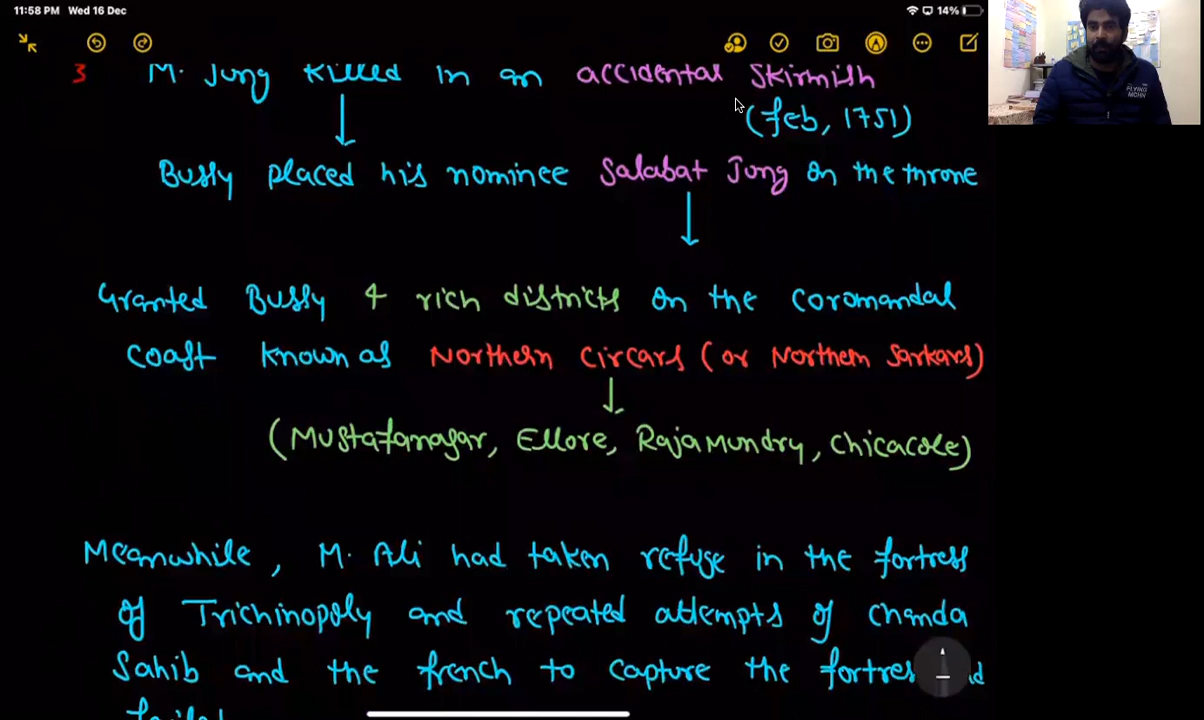 11:58 PM Wed 16 Dec
14%
FLYING MCHN
3 M. Jung Killed in an accidental Skirmish
(feb, 1751)
Bussy placed his nominee Salabat Jung on the throne
Granted Bussy 4 rich districts on the coromandal
coast known as Northern Circars (or Northern Sarkars)
(Mustafanagar, Ellore, Rajamundry, Chicacole)
Meanwhile, M. Ali had taken refuge in the fortress
of Trichinopoly and repeated attempts of Chanda
Sahib and the french to capture the